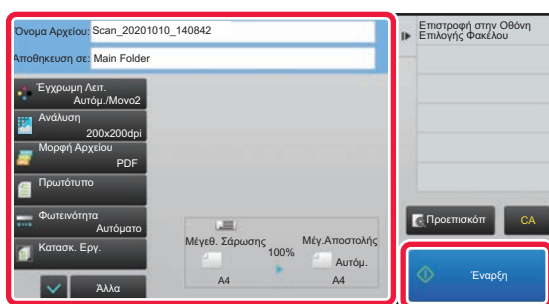 Όνομα Αρχείου: Scan_20201010_140842
Αποθηκευση σε: Main Folder
Έγχρωμη Λειτ.
Αυτόμ./Μονο2
Ανάλυση
200x200dpi
Μορφή Αρχείου
PDF
Πρωτότυπο
Φωτεινότητα
Αυτόματο
Κατασκ. Εργ.
Άλλα
Μέγεθ. Σάρωσης
100%
Μέγ.Αποστολής
Αυτόμ.
A4
A4
Επιστροφή στην Οθόνη
Επιλογής Φακέλου
Προεπισκόπ
CA
Έναρξη